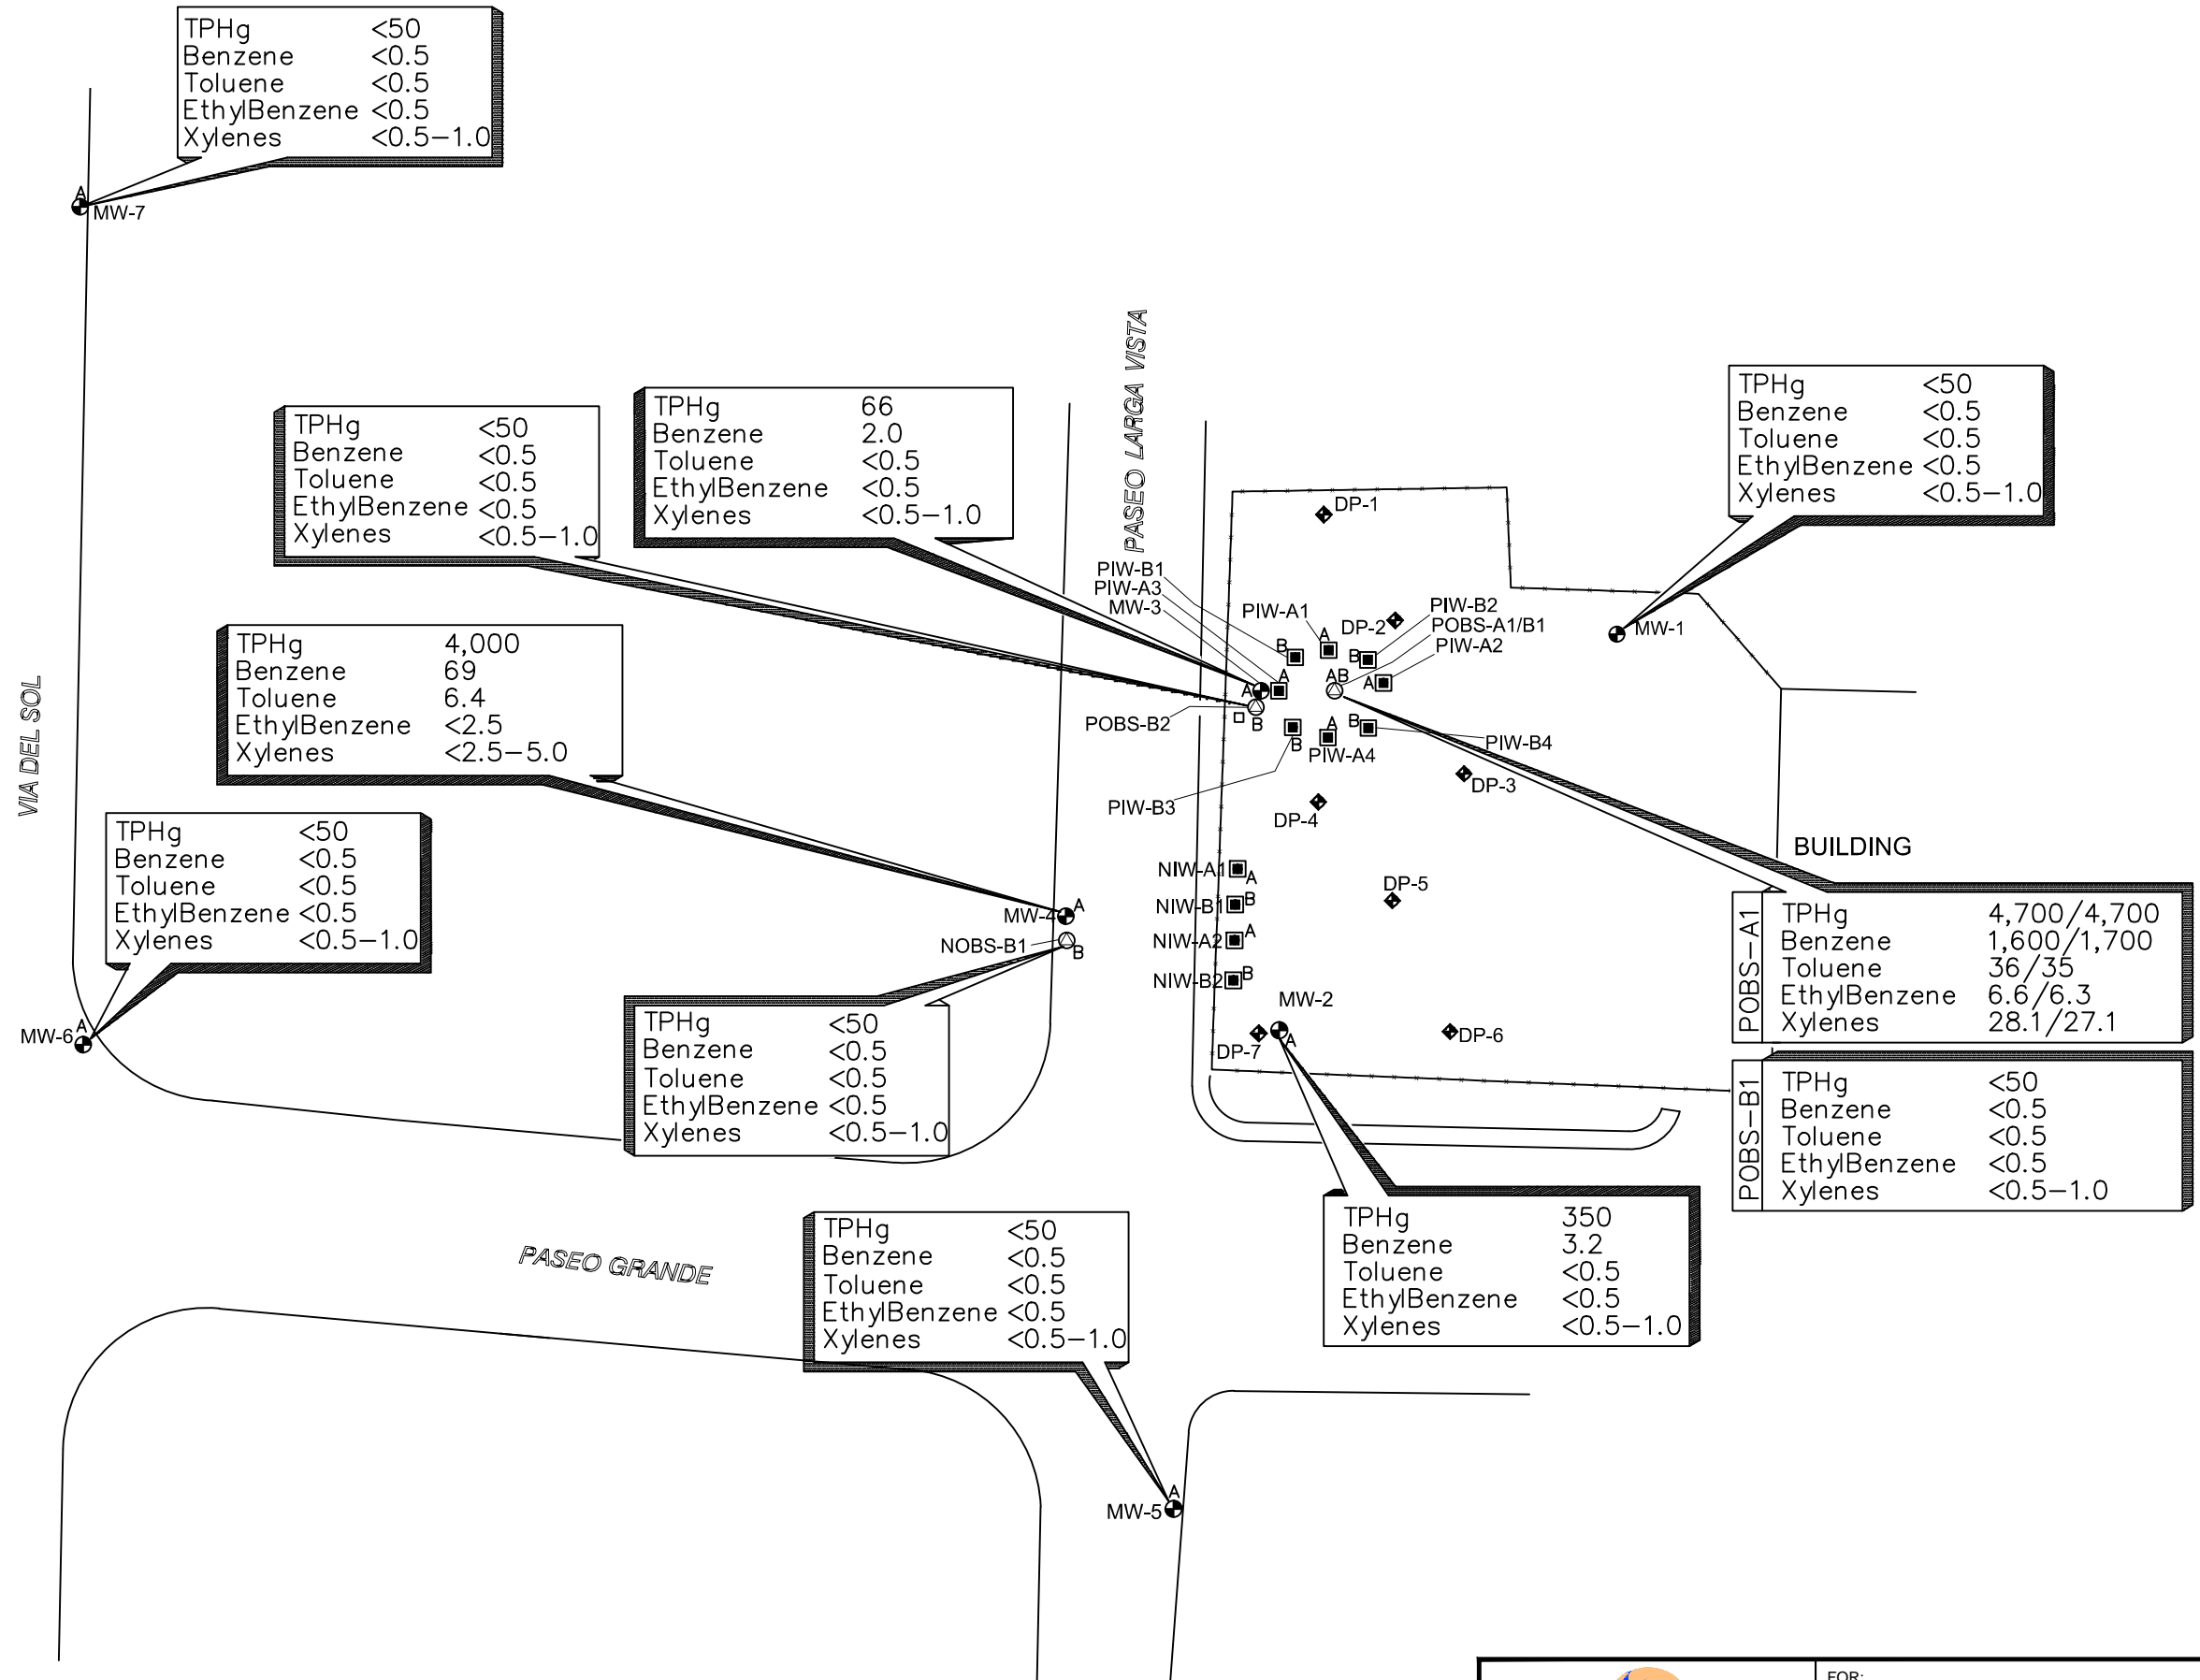 TPHg <50
Benzene <0.5
Toluene <0.5
EthylBenzene <0.5
Xylenes <0.5–1.0
A
MW-7
TPHg <50
Benzene <0.5
Toluene <0.5
EthylBenzene <0.5
Xylenes <0.5–1.0
TPHg 66
Benzene 2.0
Toluene <0.5
EthylBenzene <0.5
Xylenes <0.5–1.0
PASEO LARGA VISTA
TPHg <50
Benzene <0.5
Toluene <0.5
EthylBenzene <0.5
Xylenes <0.5–1.0
DP-1
PIW-B1
PIW-A3
MW-3
PIW-A1
DP-2
PIW-B2
POBS-A1/B1
PIW-A2
MW-1
B
A
B
A
AB
A
A
POBS-B2
B
B
A
B
PIW-A4
PIW-B4
PIW-B3
DP-3
DP-4
VIA DEL SOL
TPHg 4,000
Benzene 69
Toluene 6.4
EthylBenzene <2.5
Xylenes <2.5–5.0
TPHg <50
Benzene <0.5
Toluene <0.5
EthylBenzene <0.5
Xylenes <0.5–1.0
A
MW-6
MW-4
A
NOBS-B1
B
NIW-A1
A
NIW-B1
B
NIW-A2
A
NIW-B2
B
DP-5
MW-2
A
DP-7
DP-6
BUILDING
POBS–A1
TPHg 4,700/4,700
Benzene 1,600/1,700
Toluene 36/35
EthylBenzene 6.6/6.3
Xylenes 28.1/27.1
POBS–B1
TPHg <50
Benzene <0.5
Toluene <0.5
EthylBenzene <0.5
Xylenes <0.5–1.0
TPHg <50
Benzene <0.5
Toluene <0.5
EthylBenzene <0.5
Xylenes <0.5–1.0
PASEO GRANDE
TPHg <50
Benzene <0.5
Toluene <0.5
EthylBenzene <0.5
Xylenes <0.5–1.0
TPHg 350
Benzene 3.2
Toluene <0.5
EthylBenzene <0.5
Xylenes <0.5–1.0
A
MW-5
FOR: